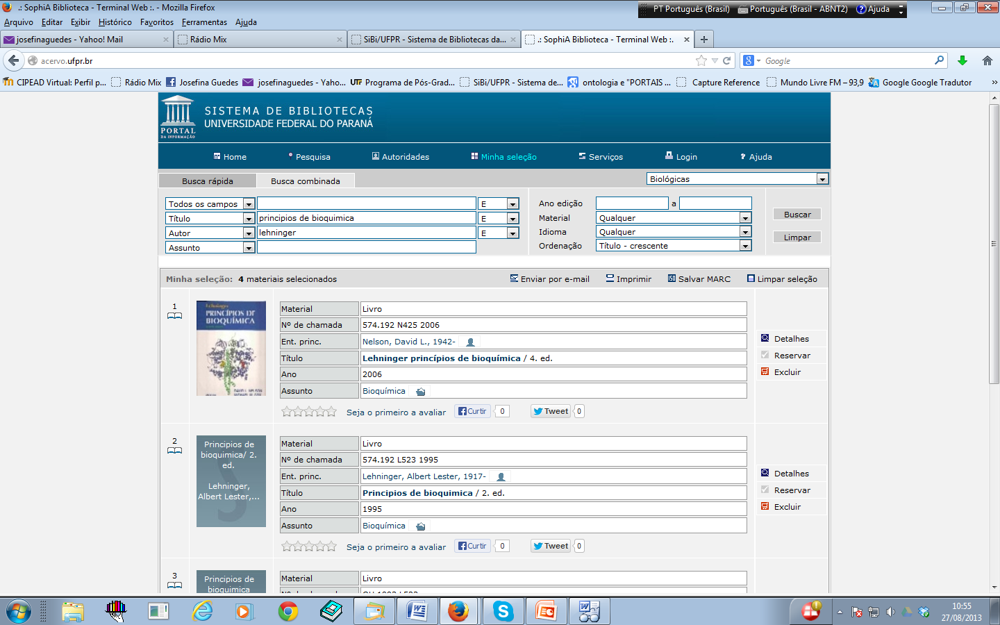 .: SophiA Biblioteca - Terminal Web :. - Mozilla Firefox
PT Português (Brasil) Português (Brasil - ABNT2) Ajuda
Arquivo Editar Exibir Histórico Favoritos Ferramentas Ajuda
josefinaguedes - Yahoo! Mail Rádio Mix SiBi/UFPR - Sistema de Bibliotecas da... .: SophiA Biblioteca - Terminal Web :.
acervo.ufpr.br Google
CIPEAD Virtual: Perfil p... Rádio Mix Josefina Guedes josefinaguedes - Yaho... UTF Programa de Pós-Grad... SiBi/UFPR - Sistema de... ontologia e "PORTAIS ... Capture Reference Mundo Livre FM – 93,9 Google Google Tradutor »
SISTEMA DE BIBLIOTECAS
UNIVERSIDADE FEDERAL DO PARANÁ
PORTAL
DA INFORMAÇÃO
Home Pesquisa Autoridades Minha seleção Serviços Login Ajuda
Busca rápida Busca combinada Biológicas
Todos os campos E Ano edição a
Título principios de bioquimica E Material Qualquer Buscar
Autor lehninger E Idioma Qualquer
Assunto Ordenação Título - crescente Limpar
Minha seleção: 4 materiais selecionados Enviar por e-mail Imprimir Salvar MARC Limpar seleção
1
Lehninger
PRINCÍPIOS DE
BIOQUÍMICA
Material Livro
Nº de chamada 574.192 N425 2006
Ent. princ. Nelson, David L., 1942-
Título Lehninger princípios de bioquímica / 4. ed.
Ano 2006
Assunto Bioquímica
Detalhes
Reservar
Excluir
Seja o primeiro a avaliar Curtir 0 Tweet 0
2
Principios de
bioquimica/ 2.
ed.
Lehninger,
Albert Lester,...
Material Livro
Nº de chamada 574.192 L523 1995
Ent. princ. Lehninger, Albert Lester, 1917-
Título Principios de bioquimica / 2. ed.
Ano 1995
Assunto Bioquímica
Detalhes
Reservar
Excluir
Seja o primeiro a avaliar Curtir 0 Tweet 0
3
Principios de
bioquimica
Material Livro
10:55
27/08/2013